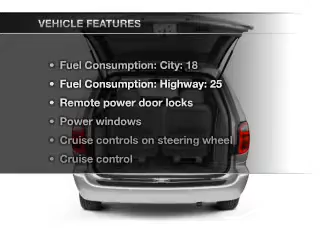 VEHICLE FEATURES
• Fuel Consumption: City: 18
• Fuel Consumption: Highway: 25
• Remote power door locks
• Power windows
• Cruise controls on steering wheel
• Cruise control